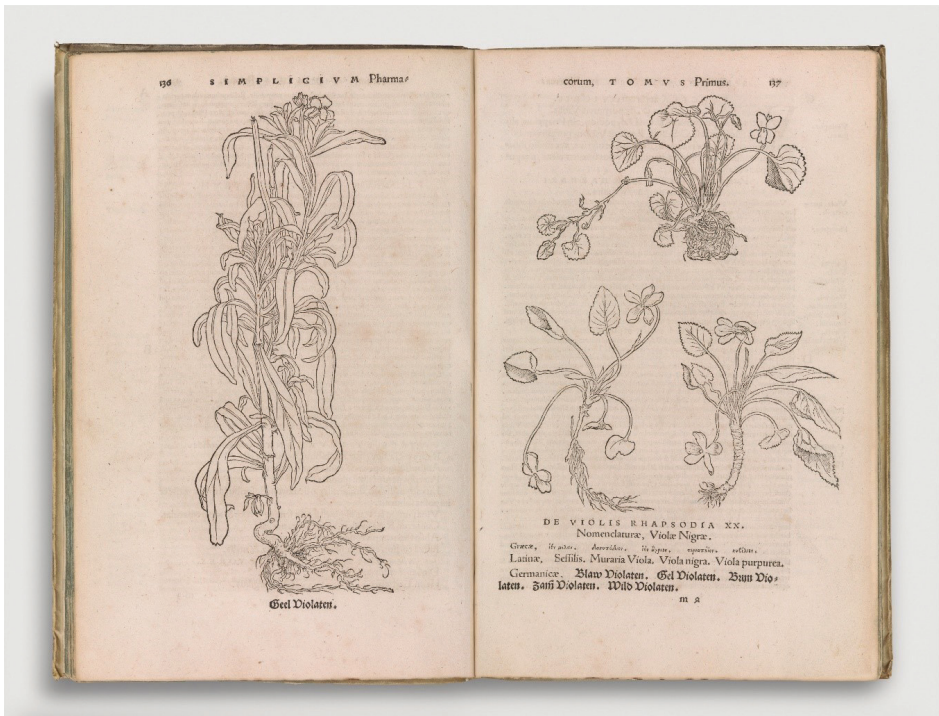 136 SIMPLICIVM Pharma⸗
Geel Violaten.
corum, TOMVS Primus. 137
DE VIOLIS RHAPSODIA XX.
Nomenclaturæ, Violæ Nigræ.
Græcæ,
Latinæ, Seſſilis. Muraria Viola. Viola nigra. Viola purpurea.
Germanicæ. Blaw Violaten. Gel Violaten. Brun Vio⸗
laten. Zam̃ Violaten. Wild Violaten.
m